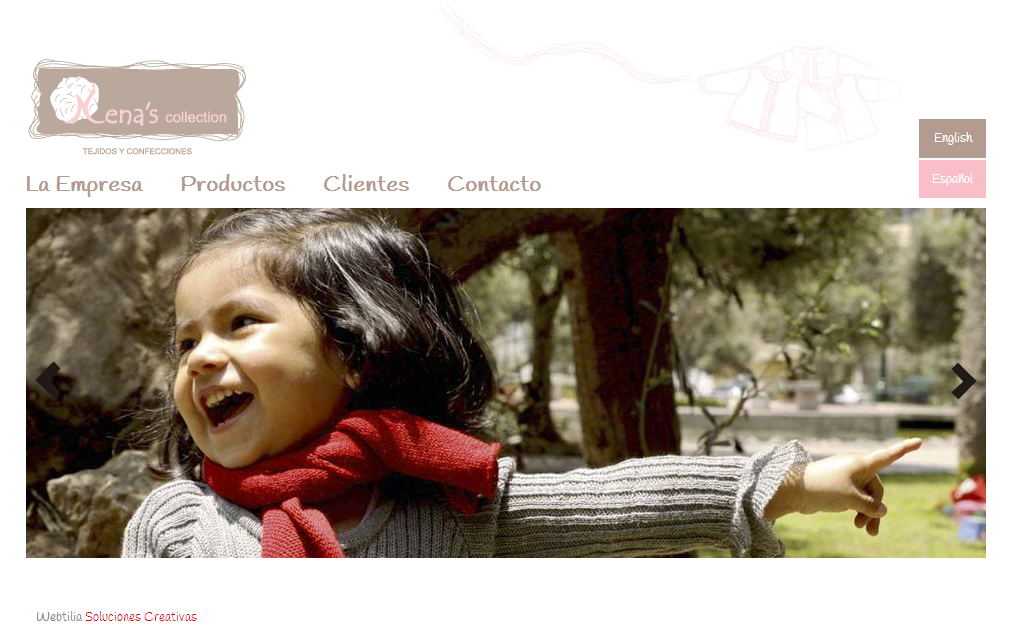 Xena's collection
TEJIDOS Y CONFECCIONES
English
Español
La Empresa Productos Clientes Contacto
Webtilia Soluciones Creativas